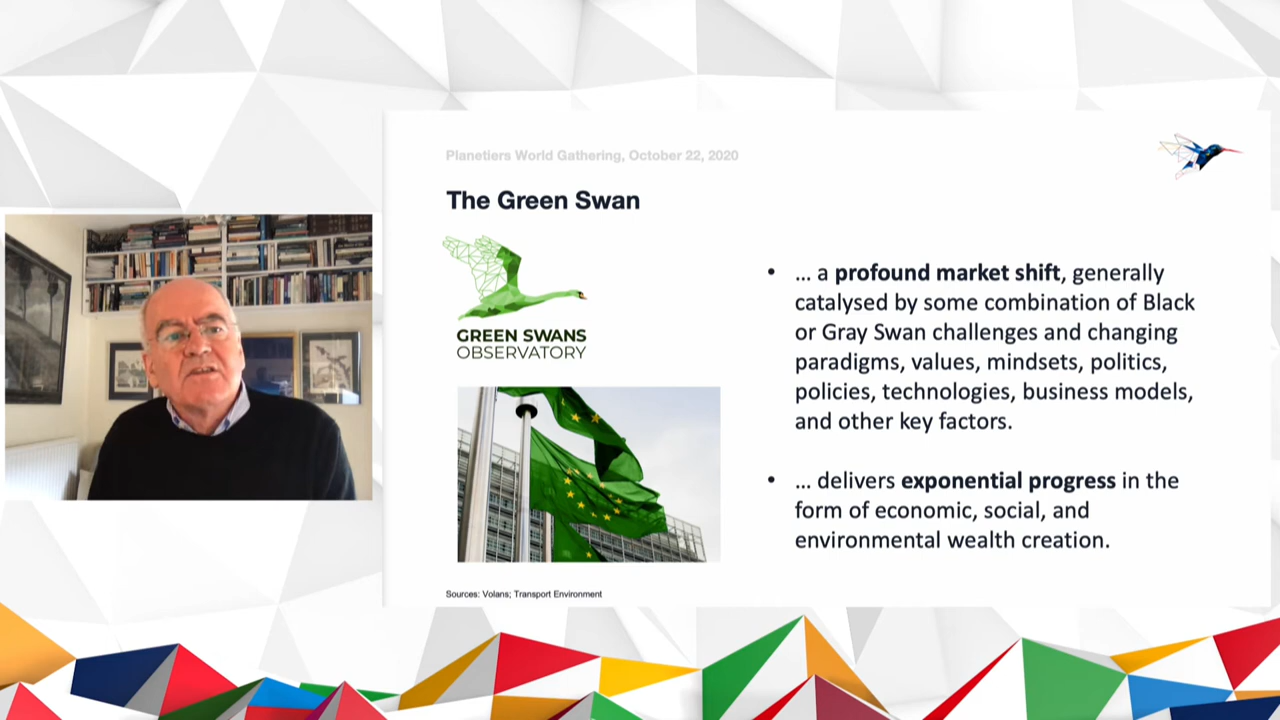 Planetiers World Gathering, October 22, 2020
The Green Swan
GREEN SWANS
OBSERVATORY
• ... a profound market shift, generally
catalysed by some combination of Black
or Gray Swan challenges and changing
paradigms, values, mindsets, politics,
policies, technologies, business models,
and other key factors.
• ... delivers exponential progress in the
form of economic, social, and
environmental wealth creation.
Sources: Volans; Transport Environment